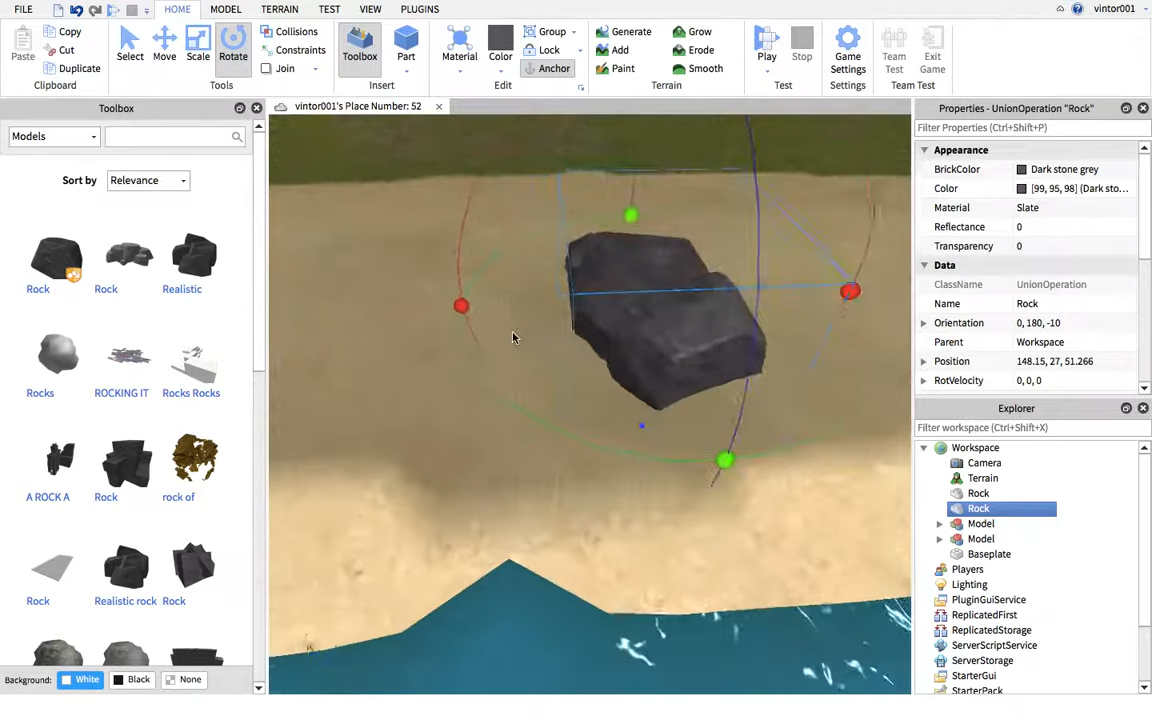 FILE HOME MODEL TERRAIN TEST VIEW PLUGINS vintor001
Paste Copy Cut Duplicate Clipboard
Select Move Scale Rotate Collisions Constraints Join Tools
Toolbox Part Insert
Material Color Group Lock Anchor Edit
Generate Add Paint Grow Erode Smooth Terrain
Play Stop Test
Game Settings Settings
Team Test Exit Game Team Test
Toolbox
vintor001's Place Number: 52
Properties - UnionOperation "Rock"
Models
Sort by Relevance
Rock Rock Realistic
Rocks ROCKING IT Rocks Rocks
A ROCK A Rock rock of
Rock Realistic rock Rock
Background: White Black None
Filter Properties (Ctrl+Shift+P)
Appearance
BrickColor Dark stone grey
Color [99, 95, 98] (Dark sto...
Material Slate
Reflectance 0
Transparency 0
Data
ClassName UnionOperation
Name Rock
Orientation 0, 180, -10
Parent Workspace
Position 148.15, 27, 51.266
RotVelocity 0, 0, 0
Explorer
Filter workspace (Ctrl+Shift+X)
Workspace
Camera
Terrain
Rock
Rock
Model
Model
Baseplate
Players
Lighting
PluginGuiService
ReplicatedFirst
ReplicatedStorage
ServerScriptService
ServerStorage
StarterGui
StarterPack